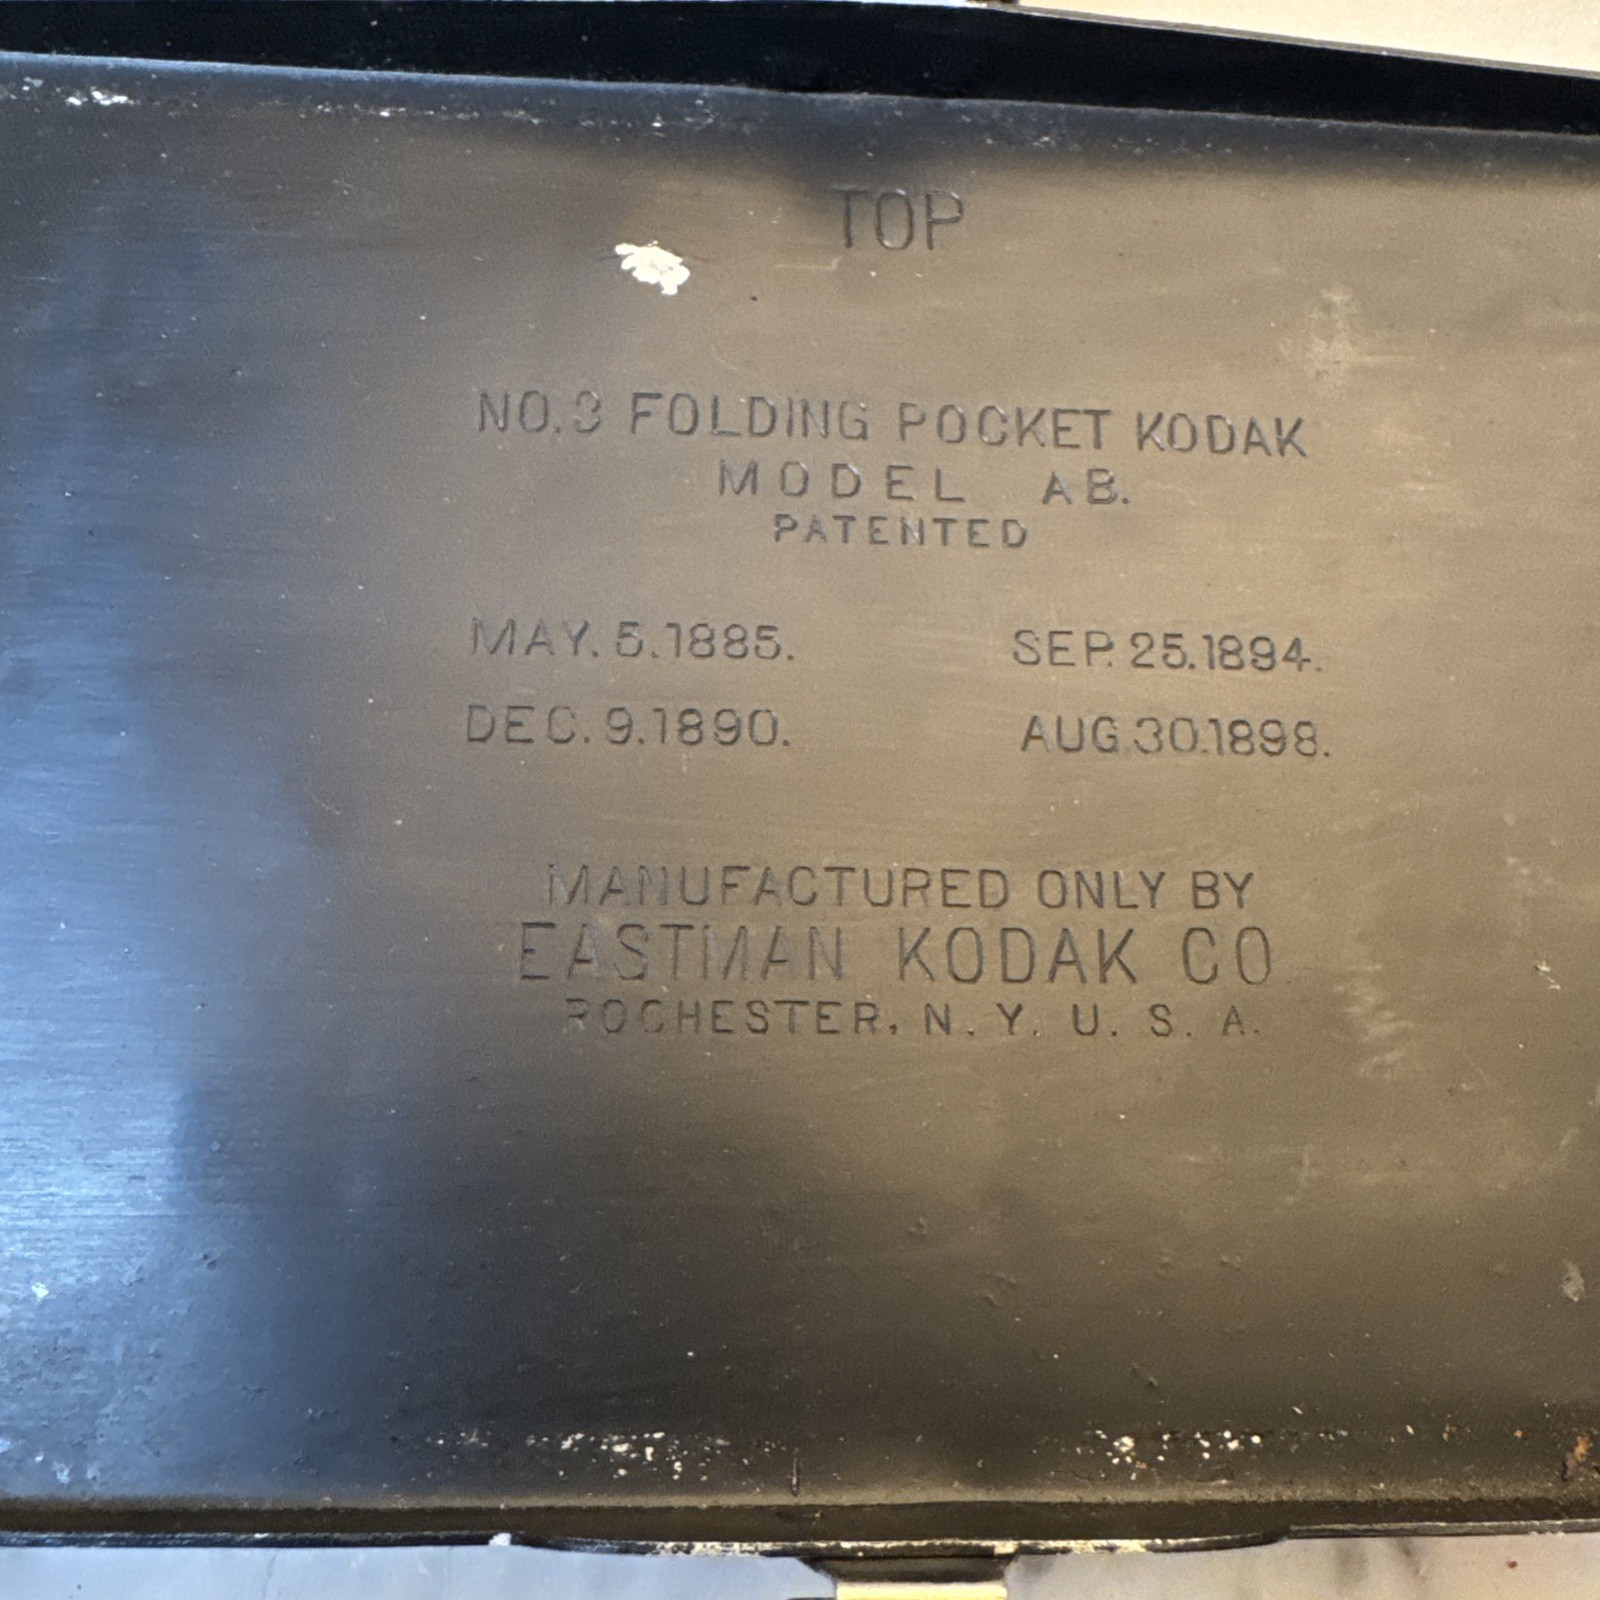 TOP
NO.3 FOLDING POCKET KODAK
MODEL AB.
PATENTED
MAY. 5.1885. SEP. 25.1894.
DEC. 9.1890. AUG.30.1898.
MANUFACTURED ONLY BY
EASTMAN KODAK CO.
ROCHESTER, N. Y. U. S. A.